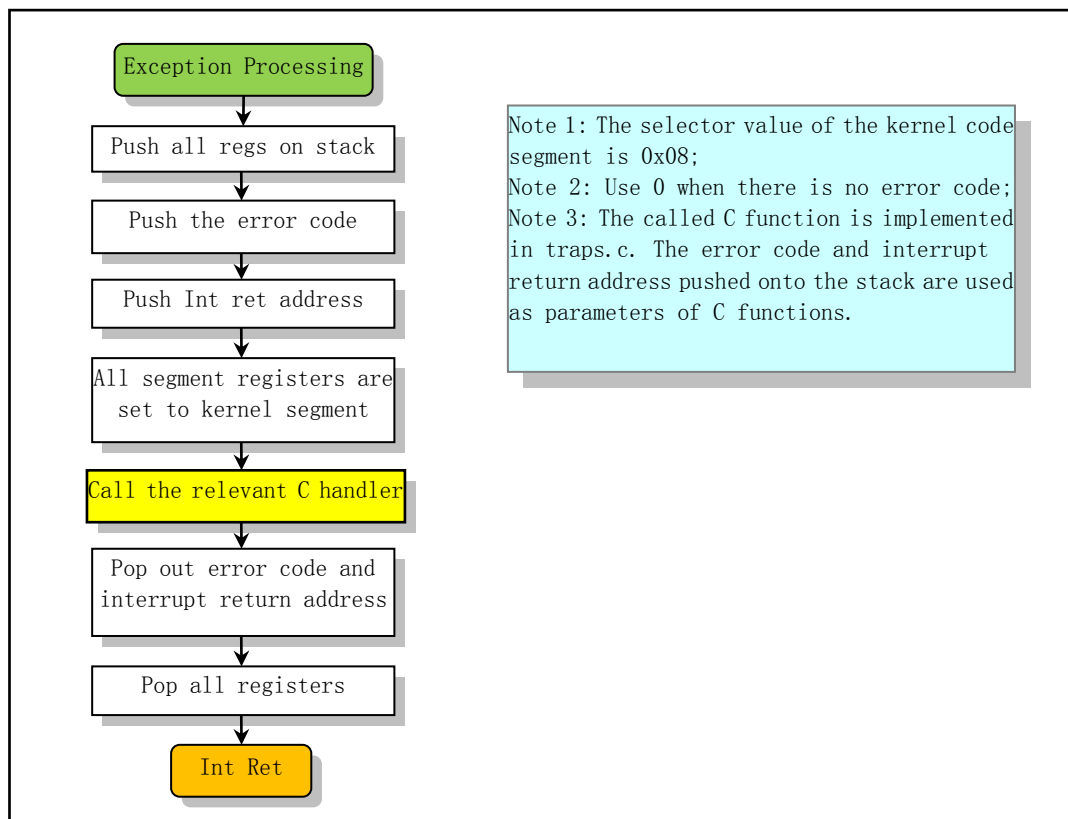 Exception Processing
Push all regs on stack
Push the error code
Push Int ret address
All segment registers are
set to kernel segment
Call the relevant C handler
Pop out error code and
interrupt return address
Pop all registers
Int Ret
Note 1: The selector value of the kernel code
segment is 0x08;
Note 2: Use 0 when there is no error code;
Note 3: The called C function is implemented
in traps.c. The error code and interrupt
return address pushed onto the stack are used
as parameters of C functions.